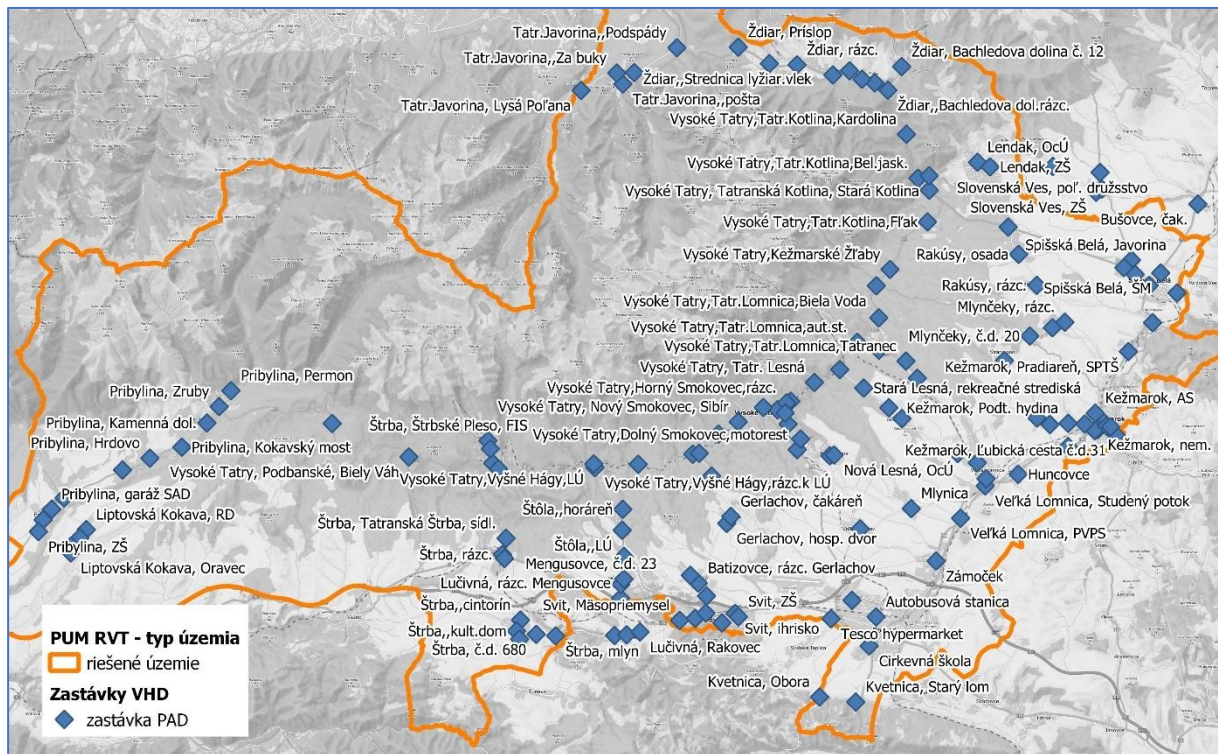 Tatr.Javorina,,Podspády
Ždiar, Príslop
Ždiar, rázc.
Ždiar, Bachledova dolina č. 12
Tatr.Javorina,,Za buky
Ždiar,,Strednica lyžiar.vlek
Tatr.Javorina, Lysá Poľana
Tatr.Javorina,,pošta
Ždiar,,Bachledova dol.rázc.
Vysoké Tatry,Tatr.Kotlina,Kardolina
Lendak, OcÚ
Vysoké Tatry,Tatr.Kotlina,Bel.jask.
Lendak, ZŠ
Vysoké Tatry,Tatranská Kotlina, Stará Kotlina
Slovenská Ves, poľ. družsstvo
Slovenská Ves, ZŠ
Bušovce, čak.
Vysoké Tatry,Tatr.Kotlina,Fľak
Spišská Belá, Javorina
Vysoké Tatry,Kežmarské Žľaby
Rakúsy, osada
Rakúsy, rázc.
Spišská Belá, ŠM
Vysoké Tatry,Tatr.Lomnica,Biela Voda
Mlynčeky, rázc.
Vysoké Tatry,Tatr.Lomnica,aut.st.
Mlynčeky, č.d. 20
Vysoké Tatry,Tatr.Lomnica,Tatranec
Vysoké Tatry, Tatr. Lesná
Kežmarok, Pradiareň, SPTŠ
Pribylina, Permon
Vysoké Tatry,Horný Smokovec,rázc.
Stará Lesná, rekreačné strediská
Pribylina, Zruby
Kežmarok, AS
Vysoké Tatry, Nový Smokovec, Sibír
Kežmarok, Podt. hydina
Pribylina, Kamenná dol.
Štrba, Štrbské Pleso, FIS
Vysoké Tatry,Dolný Smokovec,motorest
Pribylina, Hrdovo
Pribylina, Kokavský most
Kežmarok, nem.
Kežmarok, Ľubická cesta č.d.31
Vysoké Tatry, Podbanské, Biely Váh
Vysoké Tatry,Vyšné Hágy,LÚ
Vysoké Tatry,Vyšné Hágy,rázc.k LÚ
Nová Lesná, OcÚ
Huncovce
Pribylina, garáž SAD
Mlynica
Veľká Lomnica, Studený potok
Liptovská Kokava, RD
Štôla,horáreň
Gerlachov, čakáreň
Štrba, Tatranská Štrba, sídl.
Veľká Lomnica, PVPS
Pribylina, ZŠ
Gerlachov, hosp. dvor
Štrba, rázc.
Štôla,,LÚ
Liptovská Kokava, Oravec
Mengusovce, č.d. 23
Batizovce, rázc. Gerlachov
Zámoček
Lučivná, rázc. Mengusovce
Štrba,,cintorín
Svit, Mäsopriemysel
Svit, ZŠ
Autobusová stanica
Svit, ihrisko
Štrba,,kult.dom
Tesco hypermarket
Štrba, č.d. 680
Štrba, mlyn
Lučivná, Rakovec
Cirkevná škola
Kvetnica, Obora
Kvetnica, Starý lom
PUM RVT - typ územia
riešené územie
Zastávky VHD
zastávka PAD